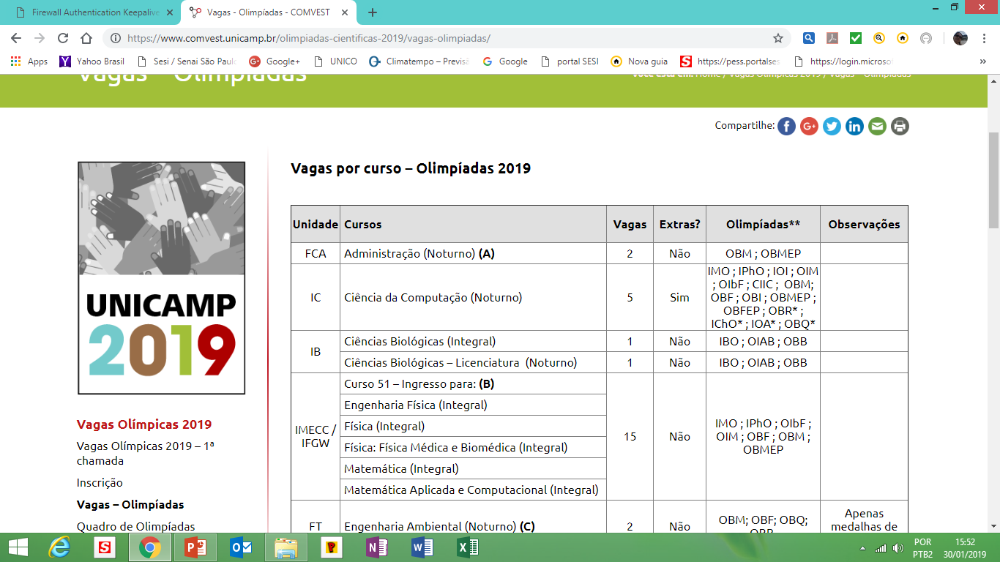 Firewall Authentication Keepalive
Vagas - Olimpíadas - COMVEST
https://www.comvest.unicamp.br/olimpiadas-cientificas-2019/vagas-olimpiadas/
Apps
Yahoo Brasil
Sesi / Senai São Paulo
Google+
UNICO
Climatempo – Previsã
Google
portal SESI
Nova guia
https://pess.portalses
https://login.microso
»
Vagas – Olimpíadas
Você está em: Home / Vagas Olímpicas 2019 / Vagas – Olimpíadas
Compartilhe:
UNICAMP
2019
Vagas Olímpicas 2019
Vagas Olímpicas 2019 – 1ª
chamada
Inscrição
Vagas – Olimpíadas
Quadro de Olimpíadas
Vagas por curso – Olimpíadas 2019
Unidade Cursos Vagas Extras? Olimpíadas** Observações
FCA Administração (Noturno) (A) 2 Não OBM ; OBMEP
IMO ; IPhO ; IOI ; OIM
; OIbF ; CIIC ; OBM;
IC Ciência da Computação (Noturno) 5 Sim OBF ; OBI ; OBMEP ;
OBFEP ; OBR* ;
IChO* ; IOA* ; OBQ*
IB
Ciências Biológicas (Integral) 1 Não IBO ; OIAB ; OBB
Ciências Biológicas – Licenciatura (Noturno) 1 Não IBO ; OIAB ; OBB
IMECC /
IFGW
Curso 51 – Ingresso para: (B)
Engenharia Física (Integral)
Física (Integral)
Física: Física Médica e Biomédica (Integral)
Matemática (Integral)
Matemática Aplicada e Computacional (Integral)
15 Não
IMO ; IPhO ; OIbF ;
OIM ; OBF ; OBM ;
OBMEP
FT Engenharia Ambiental (Noturno) (C) 2 Não
OBM; OBF; OBQ;
Apenas
medalhas de
POR
PTB2
15:52
30/01/2019